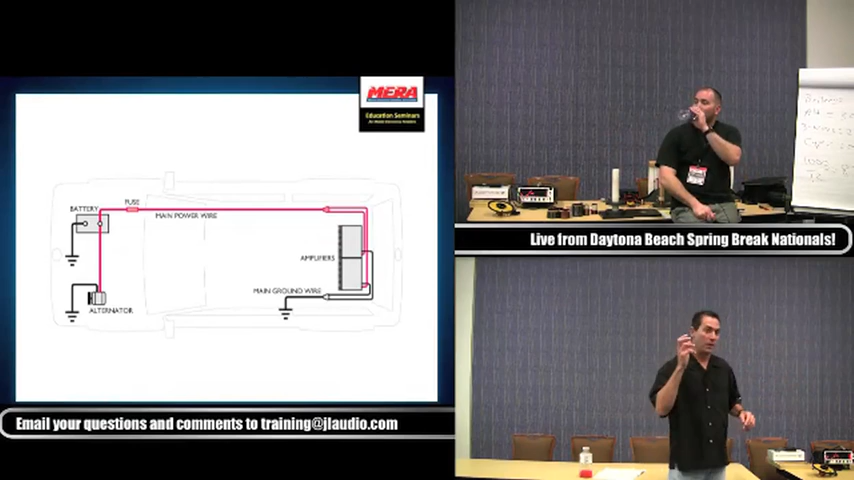 MERA
Education Seminars
BATTERY
FUSE
MAIN POWER WIRE
AMPLIFIERS
MAIN GROUND WIRE
ALTERNATOR
Email your questions and comments to training@jlaudio.com
Live from Daytona Beach Spring Break Nationals!